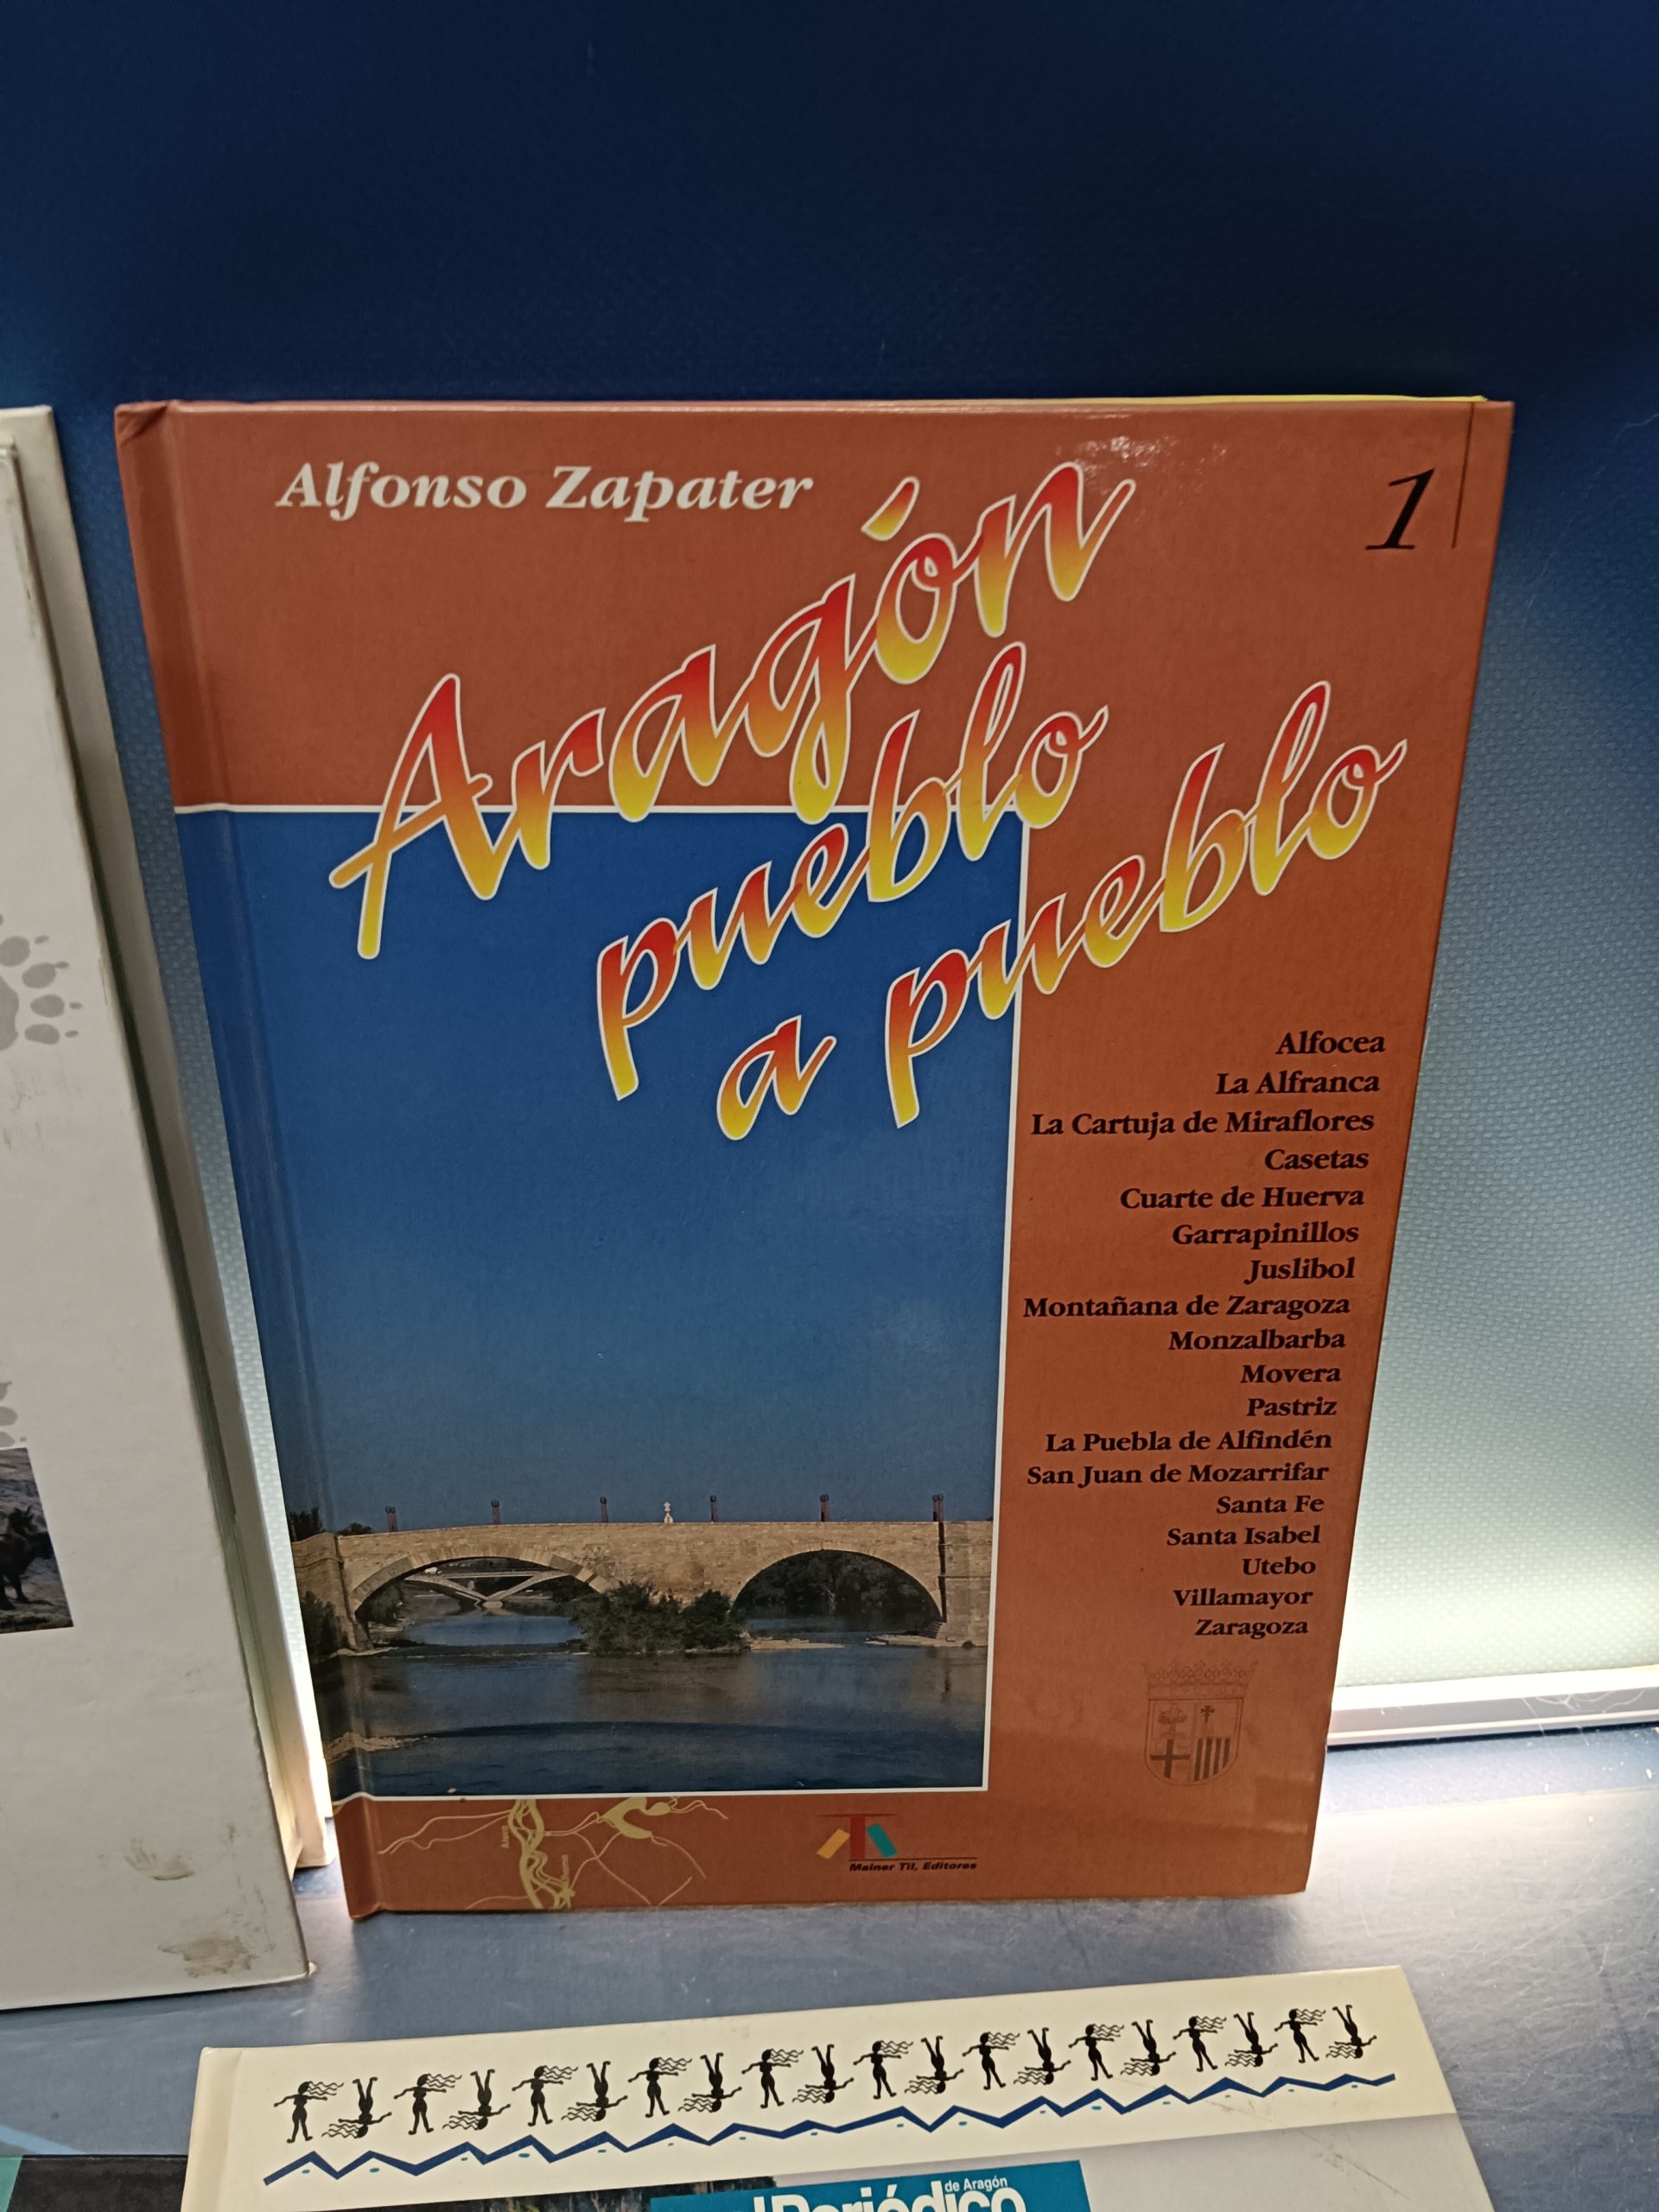 Alfonso Zapater
1
Aragón
pueblo
a pueblo
Alfocea
La Alfranca
La Cartuja de Miraflores
Casetas
Cuarte de Huerva
Garrapinillos
Juslibol
Montañana de Zaragoza
Monzalbarba
Movera
Pastriz
La Puebla de Alfindén
San Juan de Mozarrifar
Santa Fe
Santa Isabel
Utebo
Villamayor
Zaragoza
Mainer Til, Editores
de Aragón
Periódico